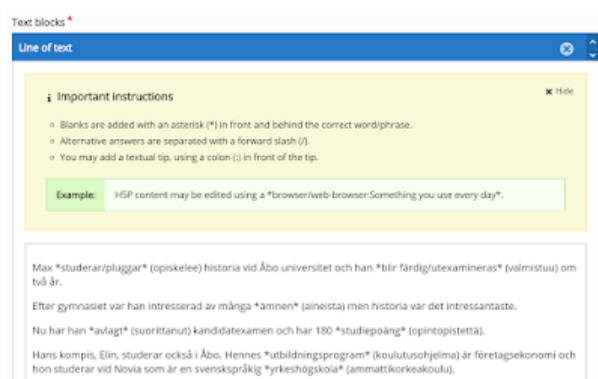 Text blocks *
Line of text
i Important instructions
✖ Hide
Blanks are added with an asterisk (*) in front and behind the correct word/phrase.
Alternative answers are separated with a forward slash (/).
You may add a textual tip, using a colon (:) in front of the tip.
Example: H5P content may be edited using a *browser/web-browser:Something you use every day*.
Max *studerar/pluggar* (opiskelee) historia vid Åbo universitet och han *blir färdig/utexamineras* (valmistuu) om
två år.
Efter gymnasiet var han intresserad av många *ämnen* (aineista) men historia var det intressantaste.
Nu har han *avlagt* (suorittanut) kandidatexamen och har 180 *studiepoäng* (opintopistettä).
Hans kompis, Elin, studerar också i Åbo. Hennes *utbildningsprogram* (koulutusohjelma) är företagsekonomi och
hon studerar vid Novia som är en svenskspråkig *yrkeshögskola* (ammattikorkeakoulu).